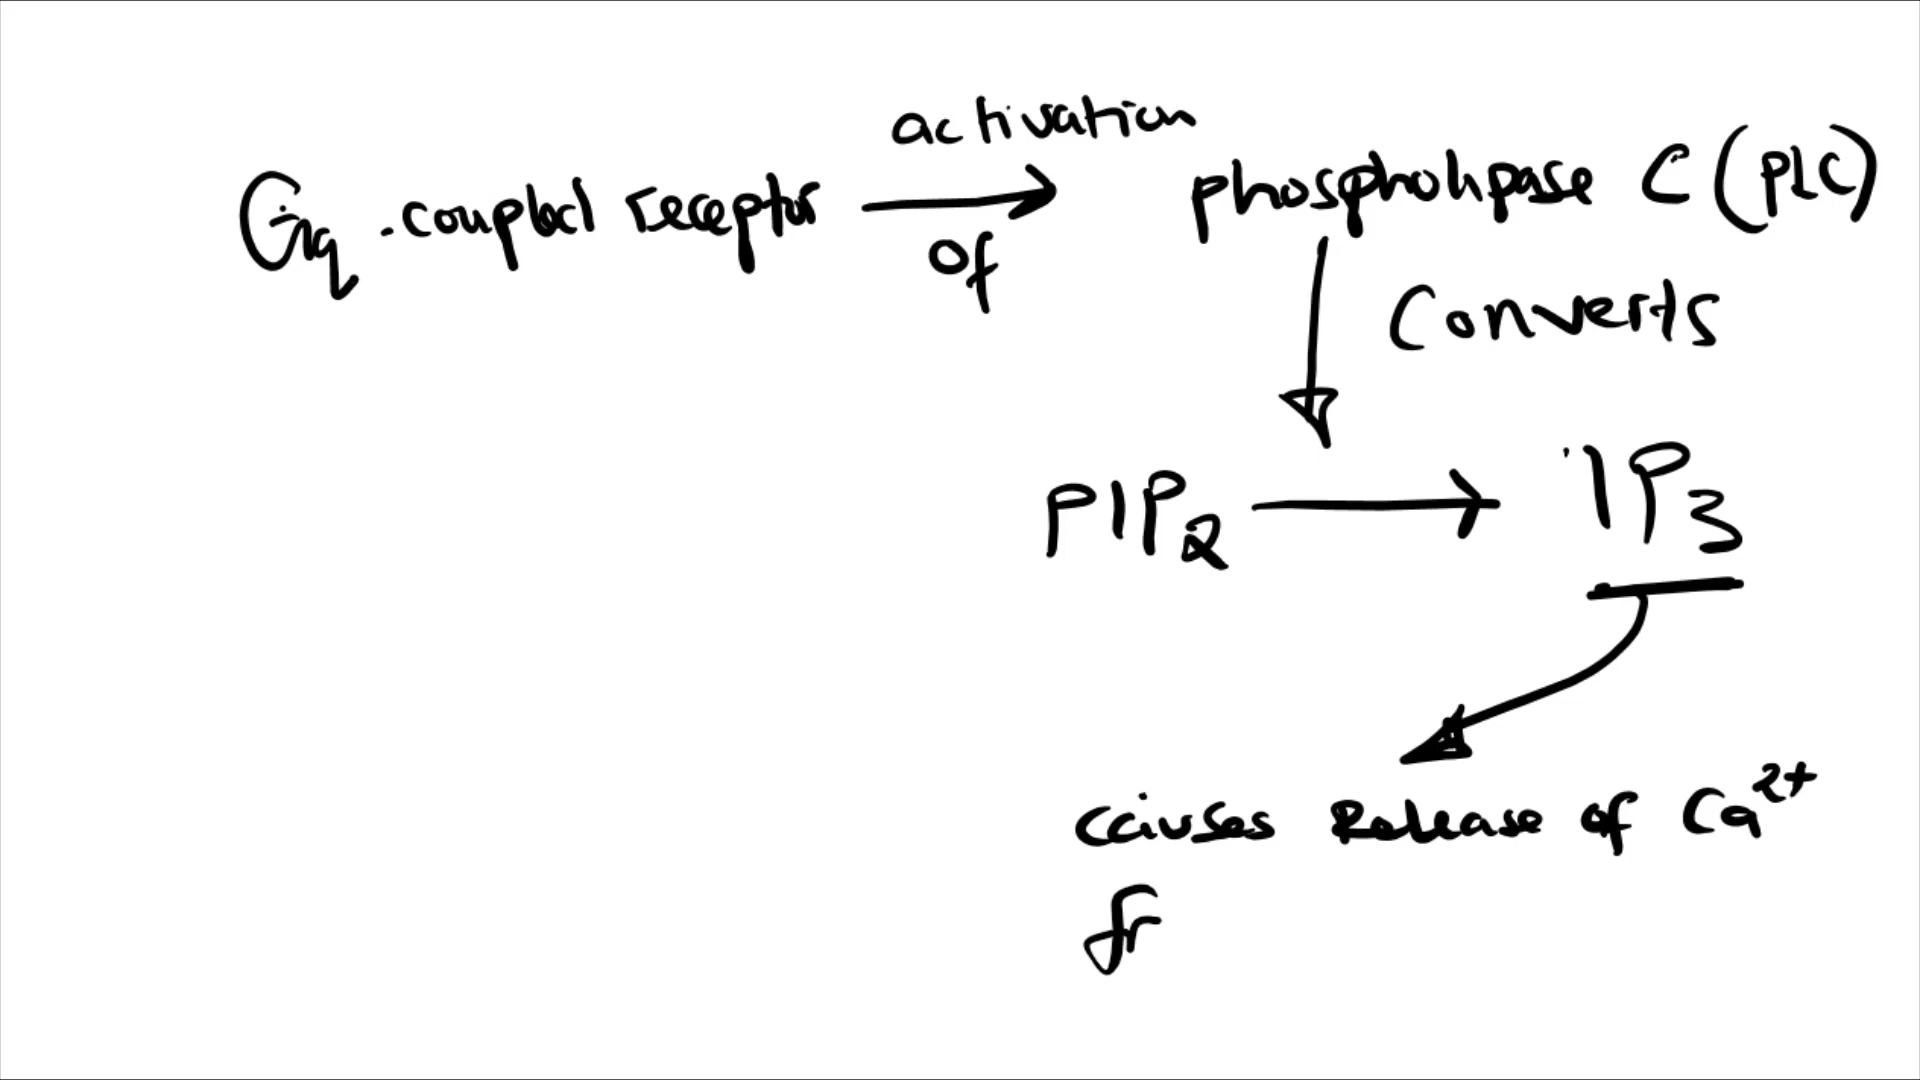 activation
Gq-coupled receptor → phospholipase C (PLC)
of
Converts
PIP₂ → IP₃
causes Release of Ca²⁺
fr